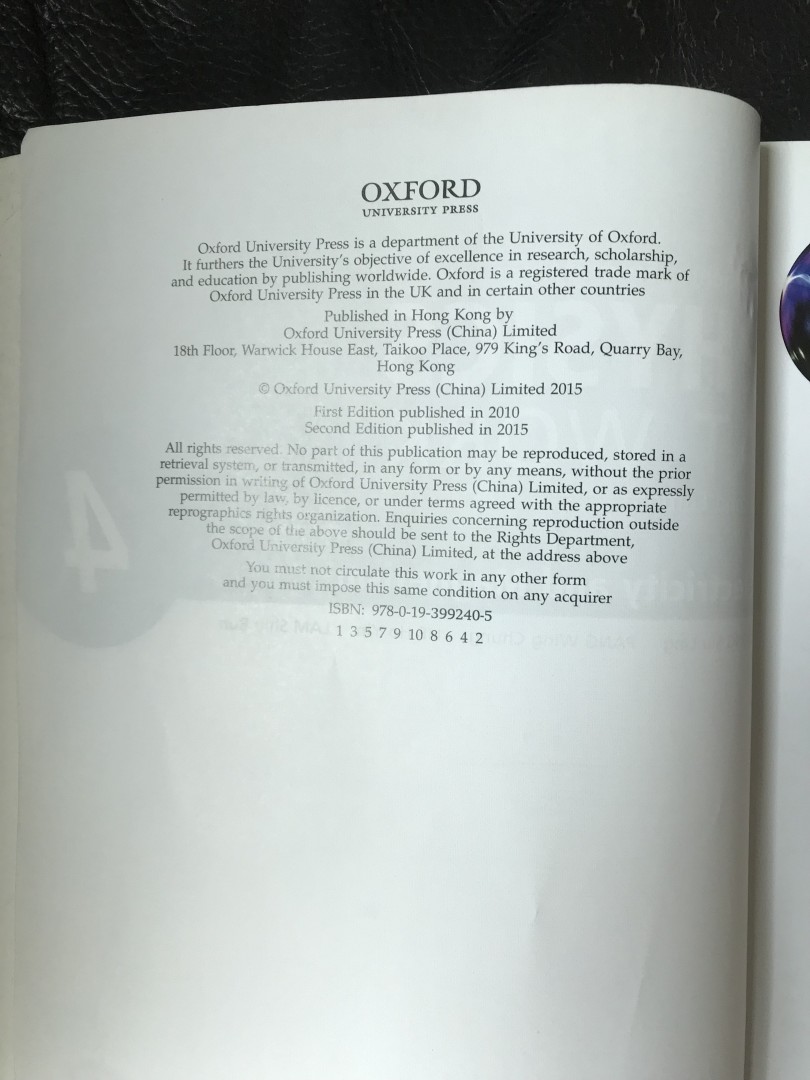 OXFORD
UNIVERSITY PRESS
Oxford University Press is a department of the University of Oxford.
It furthers the University's objective of excellence in research, scholarship,
and education by publishing worldwide. Oxford is a registered trade mark of
Oxford University Press in the UK and in certain other countries
Published in Hong Kong by
Oxford University Press (China) Limited
18th Floor, Warwick House East, Taikoo Place, 979 King's Road, Quarry Bay,
Hong Kong
© Oxford University Press (China) Limited 2015
First Edition published in 2010
Second Edition published in 2015
All rights reserved. No part of this publication may be reproduced, stored in a
retrieval system, or transmitted, in any form or by any means, without the prior
permission in writing of Oxford University Press (China) Limited, or as expressly
permitted by law, by licence, or under terms agreed with the appropriate
reprographics rights organization. Enquiries concerning reproduction outside
the scope of the above should be sent to the Rights Department,
Oxford University Press (China) Limited, at the address above
You must not circulate this work in any other form
and you must impose this same condition on any acquirer
ISBN: 978-0-19-399240-5
1 3 5 7 9 10 8 6 4 2
4